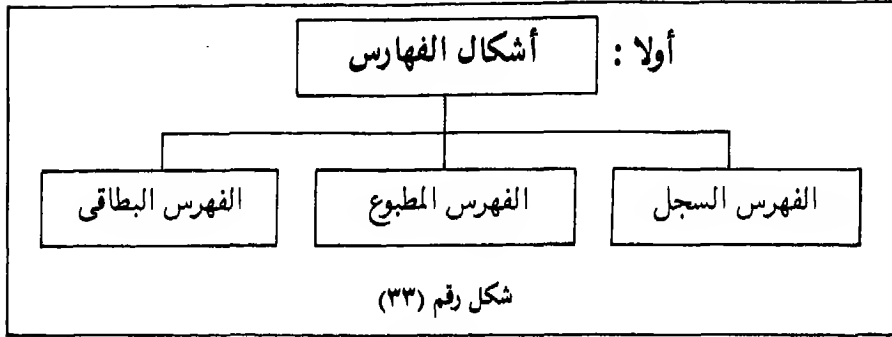 أولا : أشكال الفهارس
الفهرس السجل الفهرس المطبوع الفهرس البطاقى
شكل رقم (٣٣)